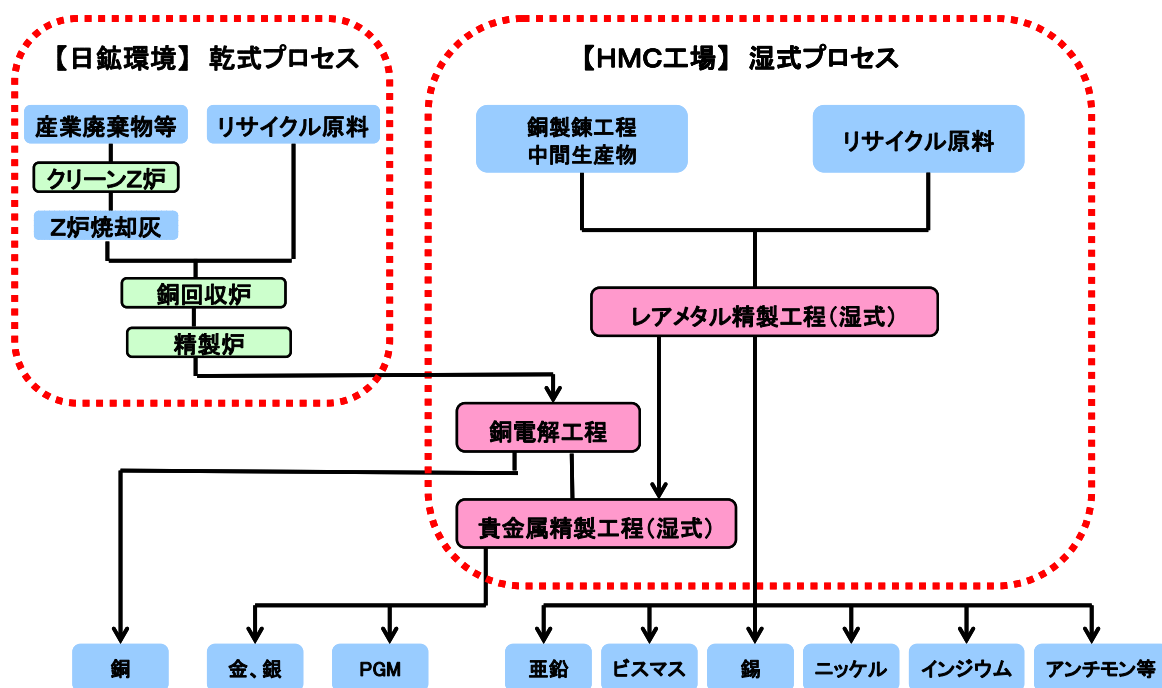 【日鉱環境】 乾式プロセス
産業廃棄物等
リサイクル原料
クリーンZ炉
Z炉焼却灰
銅回収炉
精製炉
【HMC工場】 湿式プロセス
銅製錬工程
中間生産物
リサイクル原料
レアメタル精製工程(湿式)
銅電解工程
貴金属精製工程(湿式)
銅
金、銀
PGM
亜鉛
ビスマス
錫
ニッケル
インジウム
アンチモン等